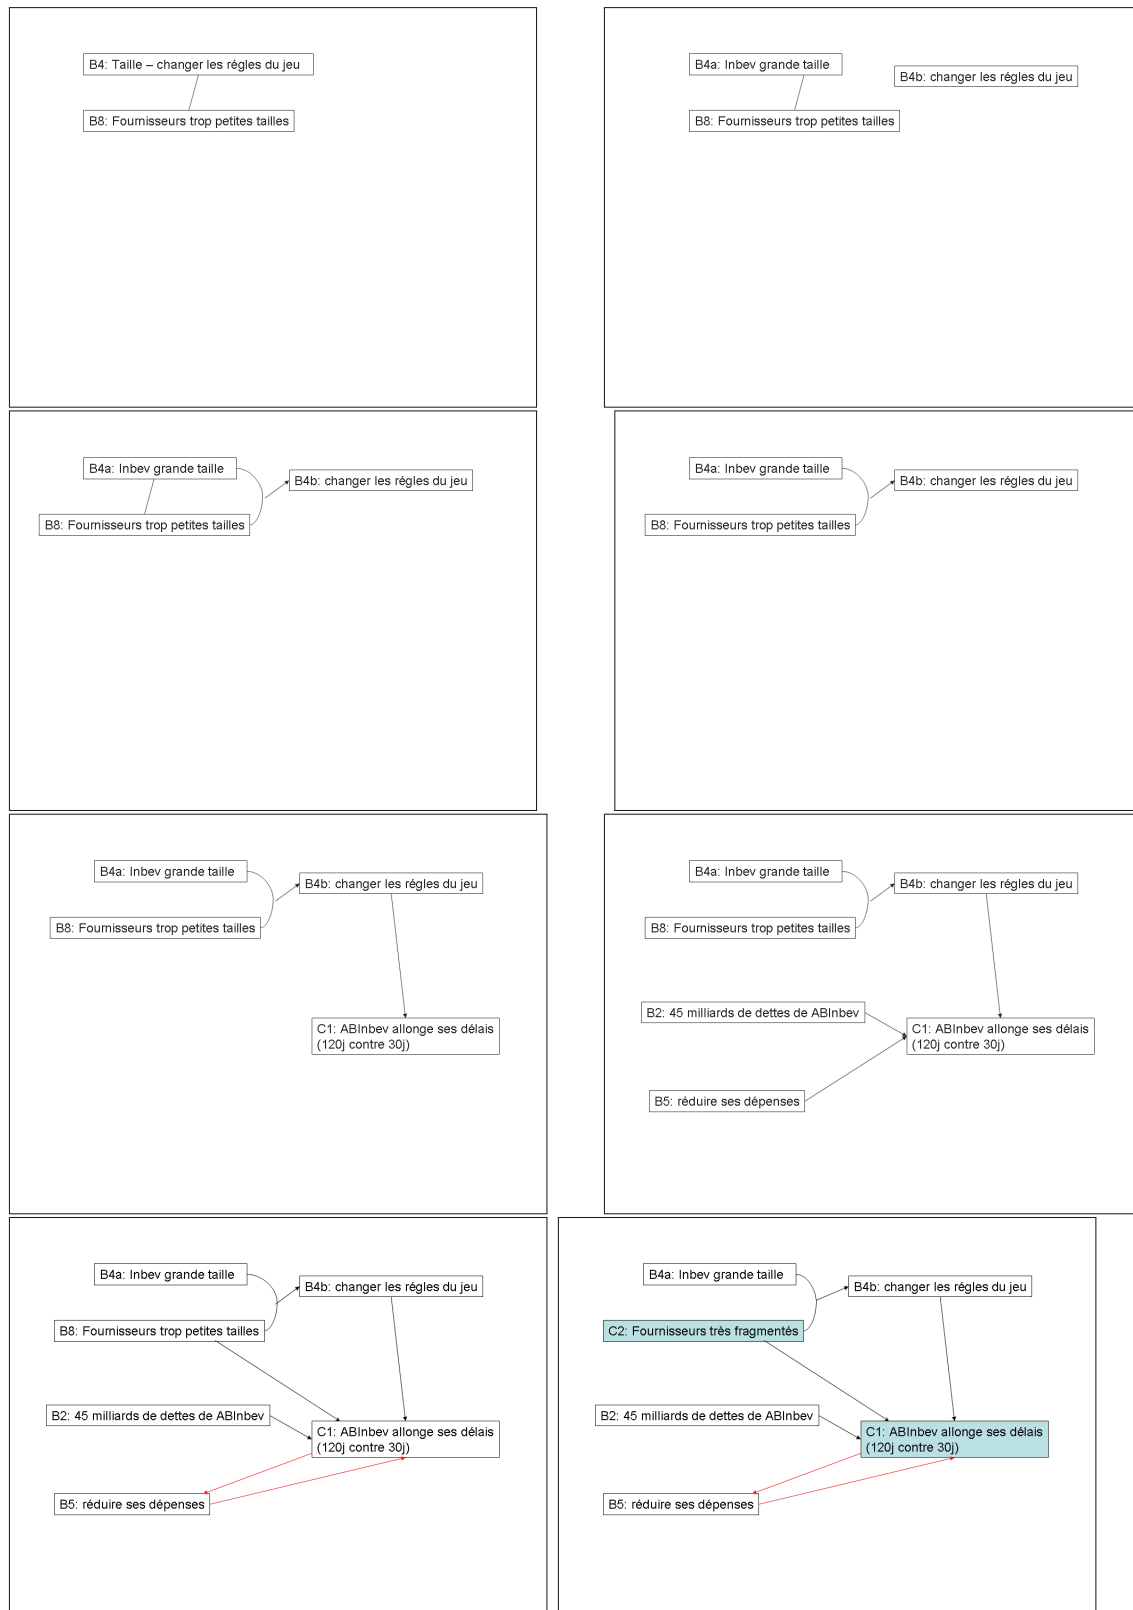 B4: Taille – changer les régles du jeu
B8: Fournisseurs trop petites tailles
B4a: Inbev grande taille
B4b: changer les régles du jeu
B8: Fournisseurs trop petites tailles
B4a: Inbev grande taille
B4b: changer les régles du jeu
B8: Fournisseurs trop petites tailles
B4a: Inbev grande taille
B4b: changer les régles du jeu
B8: Fournisseurs trop petites tailles
B4a: Inbev grande taille
B4b: changer les régles du jeu
B8: Fournisseurs trop petites tailles
C1: ABInbev allonge ses délais
(120j contre 30j)
B4a: Inbev grande taille
B4b: changer les régles du jeu
B8: Fournisseurs trop petites tailles
B2: 45 milliards de dettes de ABInbev
C1: ABInbev allonge ses délais
(120j contre 30j)
B5: réduire ses dépenses
B4a: Inbev grande taille
B4b: changer les régles du jeu
B8: Fournisseurs trop petites tailles
B2: 45 milliards de dettes de ABInbev
C1: ABInbev allonge ses délais
(120j contre 30j)
B5: réduire ses dépenses
B4a: Inbev grande taille
B4b: changer les régles du jeu
C2: Fournisseurs très fragmentés
B2: 45 milliards de dettes de ABInbev
C1: ABInbev allonge ses délais
(120j contre 30j)
B5: réduire ses dépenses